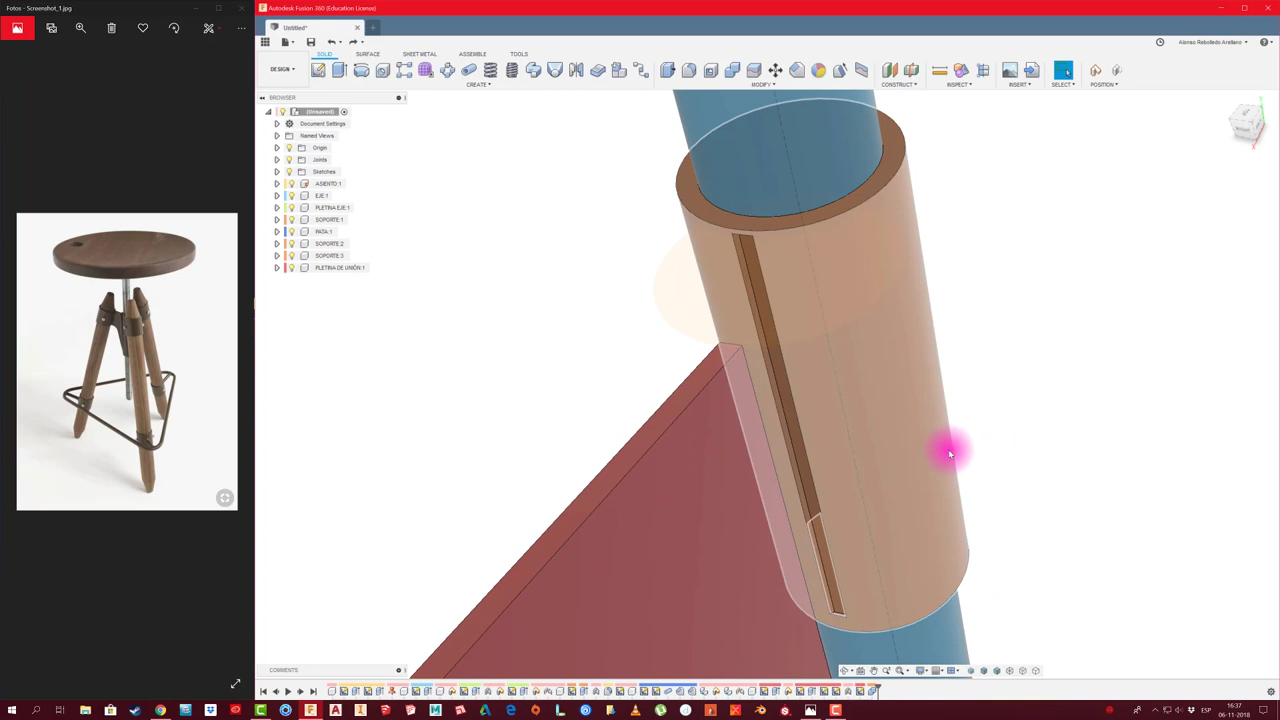 Fotos - Screenshot_1.jpg
Autodesk Fusion 360 (Education License)
Untitled*
Alonso Rebolledo Arellano
SOLID
SURFACE
SHEET METAL
ASSEMBLE
TOOLS
DESIGN
CREATE
MODIFY
CONSTRUCT
INSPECT
INSERT
SELECT
POSITION
BROWSER
(Unsaved)
Document Settings
Named Views
Origin
Joints
Sketches
ASIENTO:1
EJE:1
PLETINA EJE:1
SOPORTE:1
PATA:1
SOPORTE:2
SOPORTE:3
PLETINA DE UNIÓN:1
COMMENTS
ESP
16:37
06-11-2018